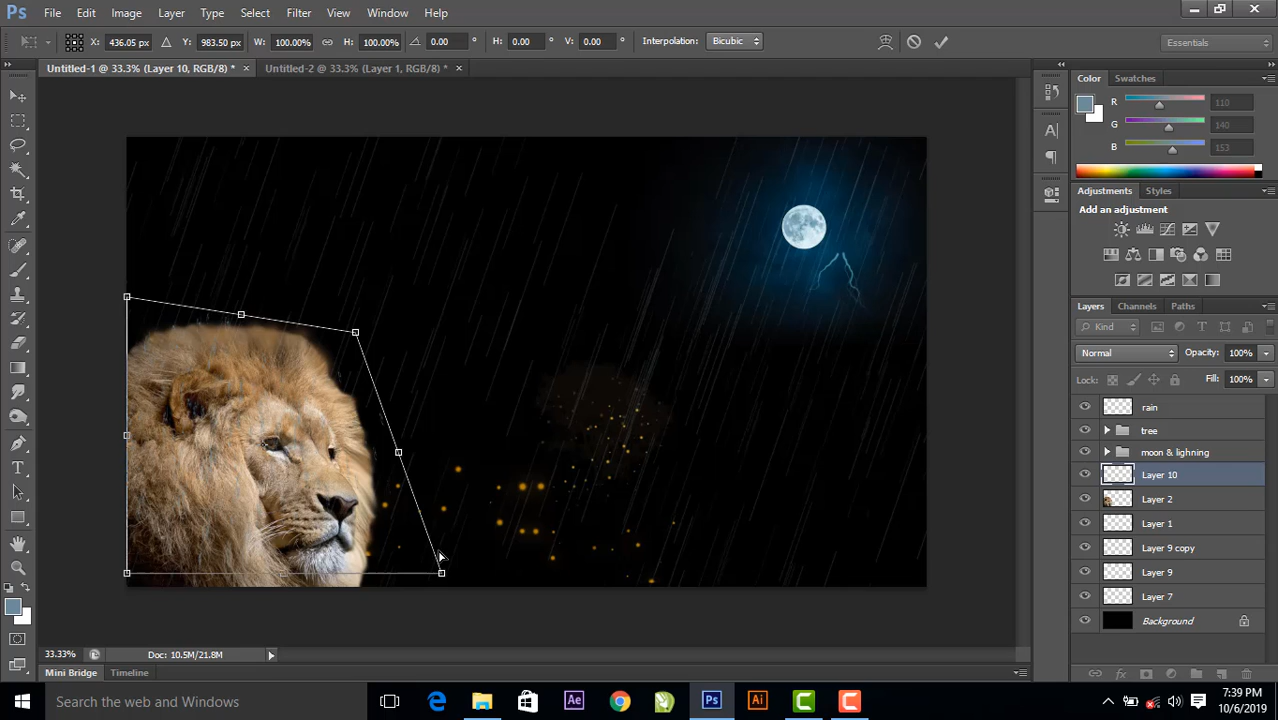 Ps File Edit Image Layer Type Select Filter 3D View Window Help
X: 436.05 px Y: 983.50 px W: 100.00% H: 100.00% 0.00 ° H: 0.00 ° V: 0.00 ° Interpolation: Bicubic Essentials
Untitled-1 @ 33.3% (Layer 10, RGB/8) * × Untitled-2 @ 33.3% (Layer 1, RGB/8) * ×
Color Swatches
R 110
G 140
B 153
Adjustments Styles
Add an adjustment
Layers Channels Paths
Kind
Normal Opacity: 100%
Lock: Fill: 100%
rain
tree
moon & lighning
Layer 10
Layer 2
Layer 1
Layer 9 copy
Layer 9
Layer 7
Background
33.33% Doc: 10.5M/21.8M
Mini Bridge Timeline
Search the web and Windows Ae Ps Ai C 7:39 PM
10/6/2019